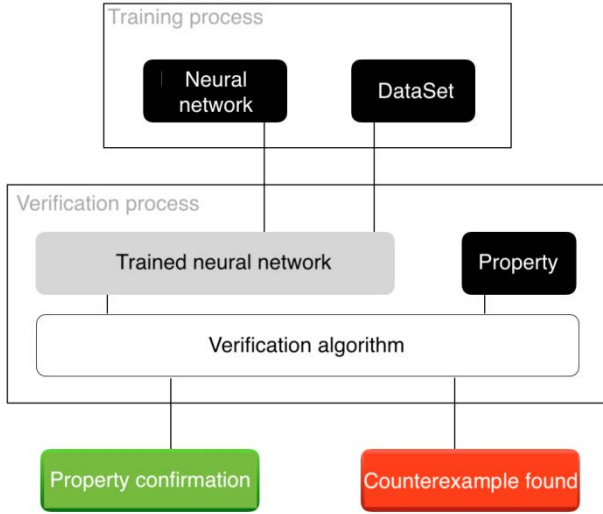 Training process
Neural
network
DataSet
Verification process
Trained neural network
Property
Verification algorithm
Property confirmation
Counterexample found